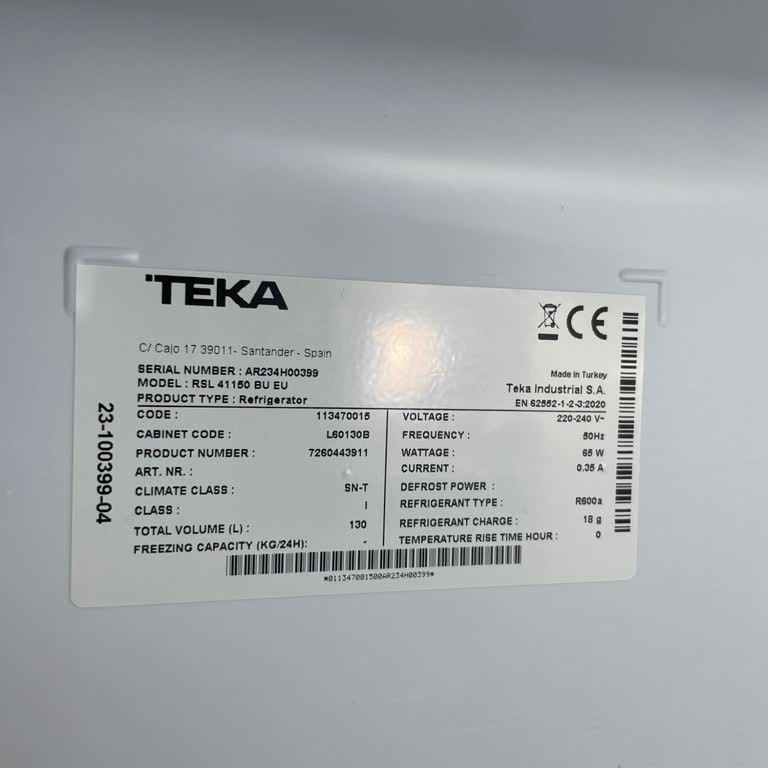 TEKA
C/ Cajo 17 39011- Santander - Spain
SERIAL NUMBER : AR234H00399
MODEL : RSL 41150 BU EU
PRODUCT TYPE : Refrigerator
CE
Made in Turkey
Teka Industrial S.A.
EN 62552-1-2-3:2020
CODE : 113470015
CABINET CODE : L60130B
PRODUCT NUMBER : 7260443911
ART. NR. :
CLIMATE CLASS : SN-T
CLASS : I
TOTAL VOLUME (L) : 130
FREEZING CAPACITY (KG/24H): -
VOLTAGE : 220-240 V~
FREQUENCY : 50Hz
WATTAGE : 65 W
CURRENT : 0.35 A
DEFROST POWER :
REFRIGERANT TYPE : R600a
REFRIGERANT CHARGE : 18 g
TEMPERATURE RISE TIME HOUR : 0
*011347001500AR234H00399*
23-100399-04